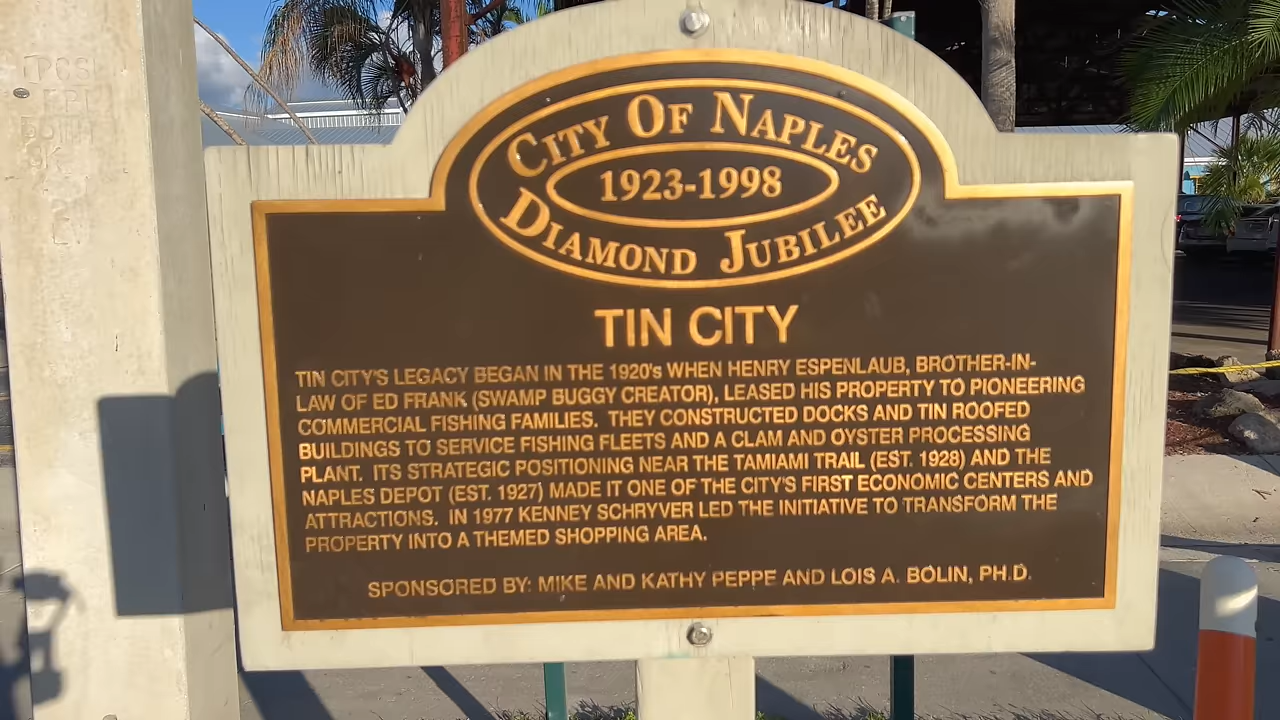 CITY OF NAPLES
1923-1998
DIAMOND JUBILEE
TIN CITY
TIN CITY'S LEGACY BEGAN IN THE 1920's WHEN HENRY ESPENLAUB, BROTHER-IN-
LAW OF ED FRANK (SWAMP BUGGY CREATOR), LEASED HIS PROPERTY TO PIONEERING
COMMERCIAL FISHING FAMILIES. THEY CONSTRUCTED DOCKS AND TIN ROOFED
BUILDINGS TO SERVICE FISHING FLEETS AND A CLAM AND OYSTER PROCESSING
PLANT. ITS STRATEGIC POSITIONING NEAR THE TAMIAMI TRAIL (EST. 1928) AND THE
NAPLES DEPOT (EST. 1927) MADE IT ONE OF THE CITY'S FIRST ECONOMIC CENTERS AND
ATTRACTIONS. IN 1977 KENNEY SCHRYVER LED THE INITIATIVE TO TRANSFORM THE
PROPERTY INTO A THEMED SHOPPING AREA.
SPONSORED BY: MIKE AND KATHY PEPPE AND LOIS A. BOLIN, PH.D.